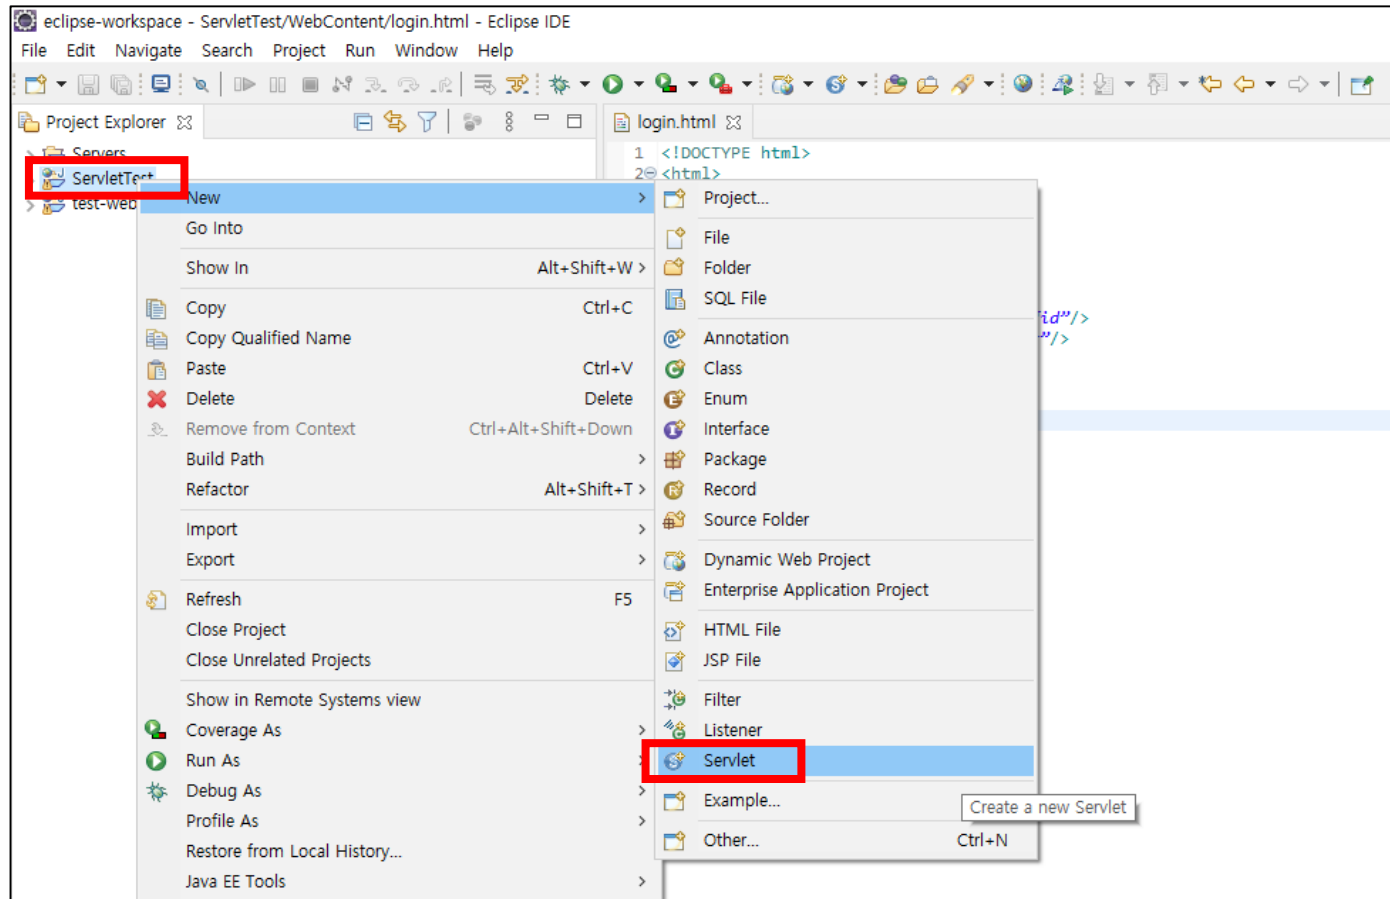 eclipse-workspace - ServletTest/WebContent/login.html - Eclipse IDE
File Edit Navigate Search Project Run Window Help
Project Explorer
login.html
Servers
ServletTest
test-web
1 <!DOCTYPE html>
2 <html>
id"/>
"/>
New
Go Into
Show In Alt+Shift+W >
Copy Ctrl+C
Copy Qualified Name
Paste Ctrl+V
Delete Delete
Remove from Context Ctrl+Alt+Shift+Down
Build Path >
Refactor Alt+Shift+T >
Import >
Export >
Refresh F5
Close Project
Close Unrelated Projects
Show in Remote Systems view
Coverage As >
Run As
Debug As >
Profile As >
Restore from Local History...
Java EE Tools >
Project...
File
Folder
SQL File
Annotation
Class
Enum
Interface
Package
Record
Source Folder
Dynamic Web Project
Enterprise Application Project
HTML File
JSP File
Filter
Listener
Servlet
Example...
Other... Ctrl+N
Create a new Servlet